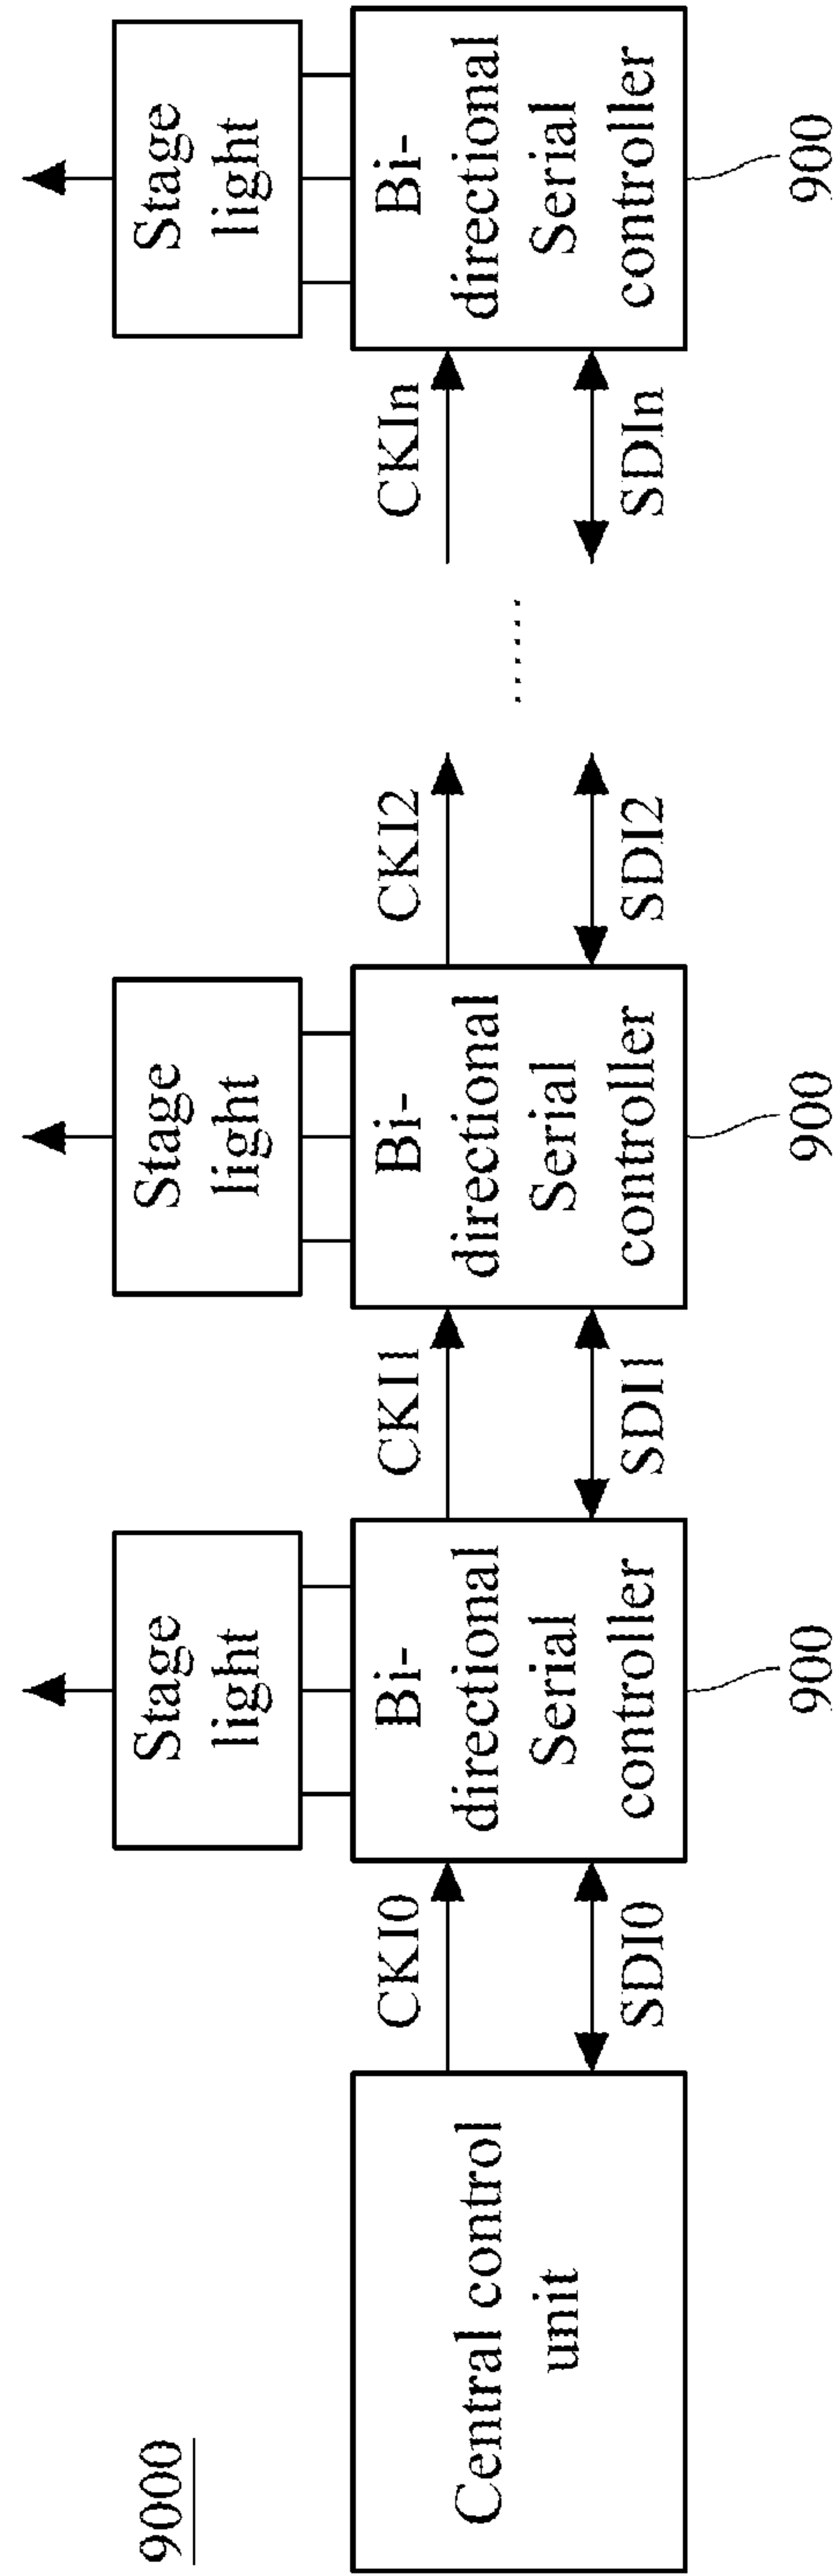 9000
Stage
light
Stage
light
Stage
light
Central control
unit
CKI0
SDI0
Bi-
directional
Serial
controller
900
CKI1
SDI1
Bi-
directional
Serial
controller
900
CKI2
SDI2
......
CKIn
SDIn
Bi-
directional
Serial
controller
900